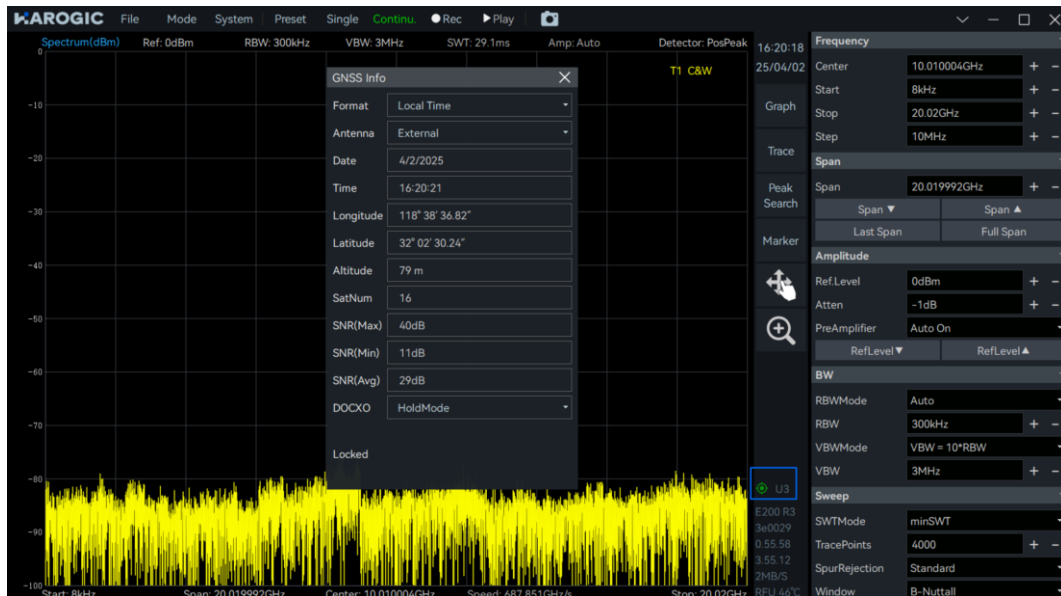 HAROGIC File Mode System Preset Single Continu. Rec Play
Spectrum(dBm) Ref: 0dBm RBW: 300kHz VBW: 3MHz SWT: 29.1ms Amp: Auto Detector: PosPeak
T1 C&W
0
-10
-20
-30
-40
-50
-60
-70
-80
-90
-100
Start: 8kHz Span: 20.019992GHz Center: 10.010004GHz Speed: 687.851GHz/s Stop: 20.02GHz
GNSS Info
Format Local Time
Antenna External
Date 4/2/2025
Time 16:20:21
Longitude 118° 38′ 36.82″
Latitude 32° 02′ 30.24″
Altitude 79 m
SatNum 16
SNR(Max) 40dB
SNR(Min) 11dB
SNR(Avg) 29dB
DOCXO HoldMode
Locked
16:20:18
25/04/02
Graph
Trace
Peak
Search
Marker
U3
E200 R3
3e0029
0.55.58
3.55.12
2MB/S
RFU 46°C
Frequency
Center 10.010004GHz + -
Start 8kHz + -
Stop 20.02GHz + -
Step 10MHz + -
Span
Span 20.019992GHz + -
Span ▼ Span ▲
Last Span Full Span
Amplitude
Ref.Level 0dBm + -
Atten -1dB + -
PreAmplifier Auto On
RefLevel▼ RefLevel▲
BW
RBWMode Auto
RBW 300kHz + -
VBWMode VBW = 10*RBW
VBW 3MHz + -
Sweep
SWTMode minSWT
TracePoints 4000 + -
SpurRejection Standard
Window B-Nuttall